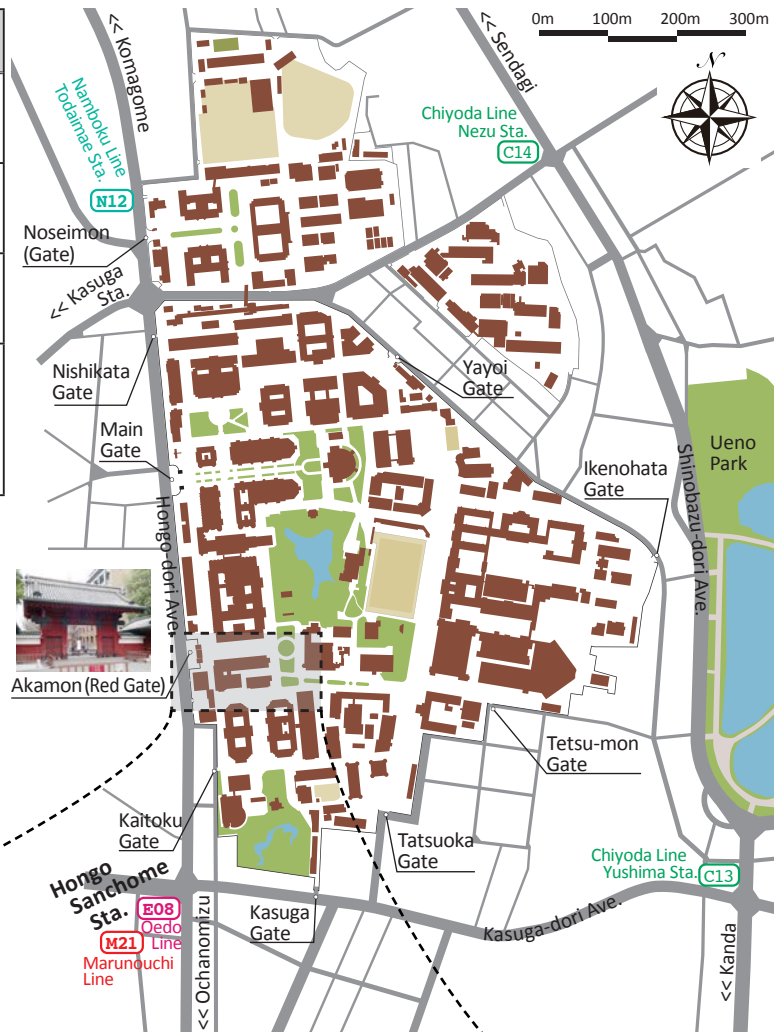 0m 100m 200m 300m
N
<< Komagome
<< Sendagi
Namboku Line
Todaimae Sta.
N12
Chiyoda Line
Nezu Sta.
C14
Noseimon
(Gate)
<< Kasuga
Sta.
Nishikata
Gate
Yayoi
Gate
Main
Gate
Ueno
Park
Ikenohata
Gate
Hongo-dori Ave.
Shinobazu-dori Ave.
Akamon (Red Gate)
Tetsu-mon
Gate
Kaitoku
Gate
Tatsuoka
Gate
Chiyoda Line
Yushima Sta.
C13
Hongo
Sanchome
Sta.
E08
Oedo
Line
M21
Marunouchi
Line
Kasuga
Gate
Kasuga-dori Ave.
<< Ochanomizu
<< Kanda